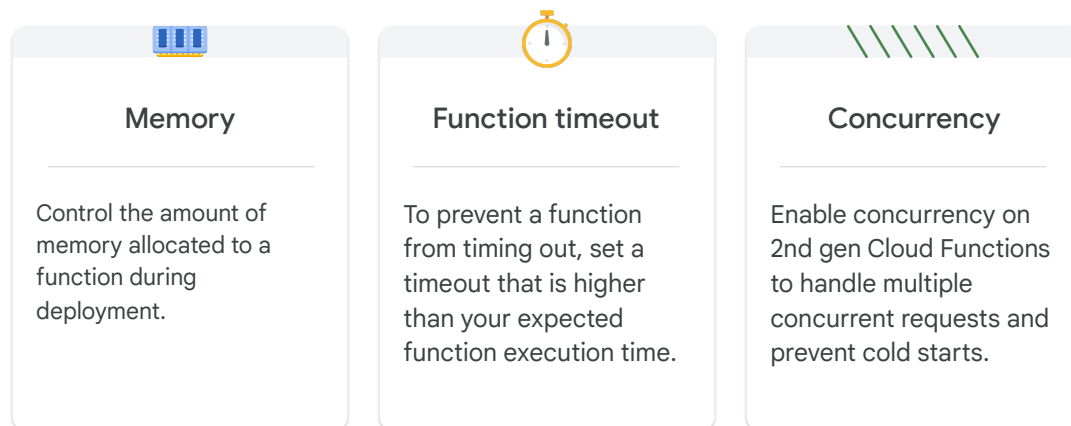 Memory
Control the amount of
memory allocated to a
function during
deployment.
Function timeout
To prevent a function
from timing out, set a
timeout that is higher
than your expected
function execution time.
Concurrency
Enable concurrency on
2nd gen Cloud Functions
to handle multiple
concurrent requests and
prevent cold starts.